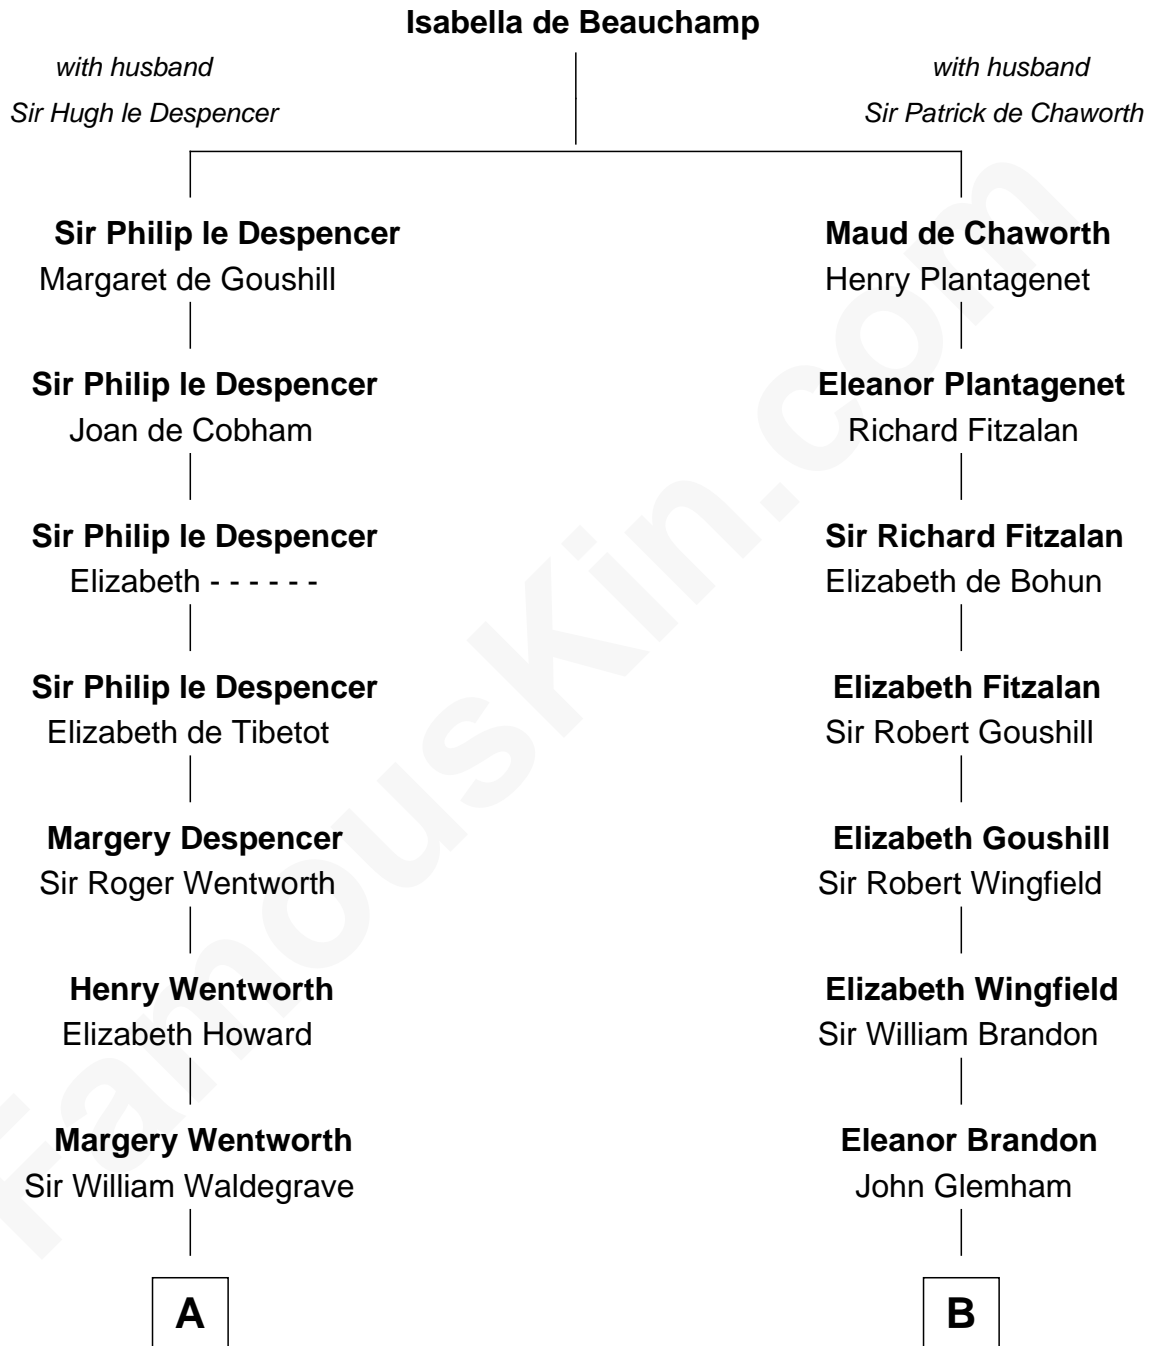 Isabella de Beauchamp
with husband
Sir Hugh le Despencer
with husband
Sir Patrick de Chaworth
Sir Philip le Despencer
Margaret de Goushill
Maud de Chaworth
Henry Plantagenet
Sir Philip le Despencer
Joan de Cobham
Eleanor Plantagenet
Richard Fitzalan
Sir Philip le Despencer
Elizabeth - - - - - -
Sir Richard Fitzalan
Elizabeth de Bohun
Sir Philip le Despencer
Elizabeth de Tibetot
Elizabeth Fitzalan
Sir Robert Goushill
Margery Despencer
Sir Roger Wentworth
Elizabeth Goushill
Sir Robert Wingfield
Henry Wentworth
Elizabeth Howard
Elizabeth Wingfield
Sir William Brandon
Margery Wentworth
Sir William Waldegrave
Eleanor Brandon
John Glemham
A
B
FamousKin.com